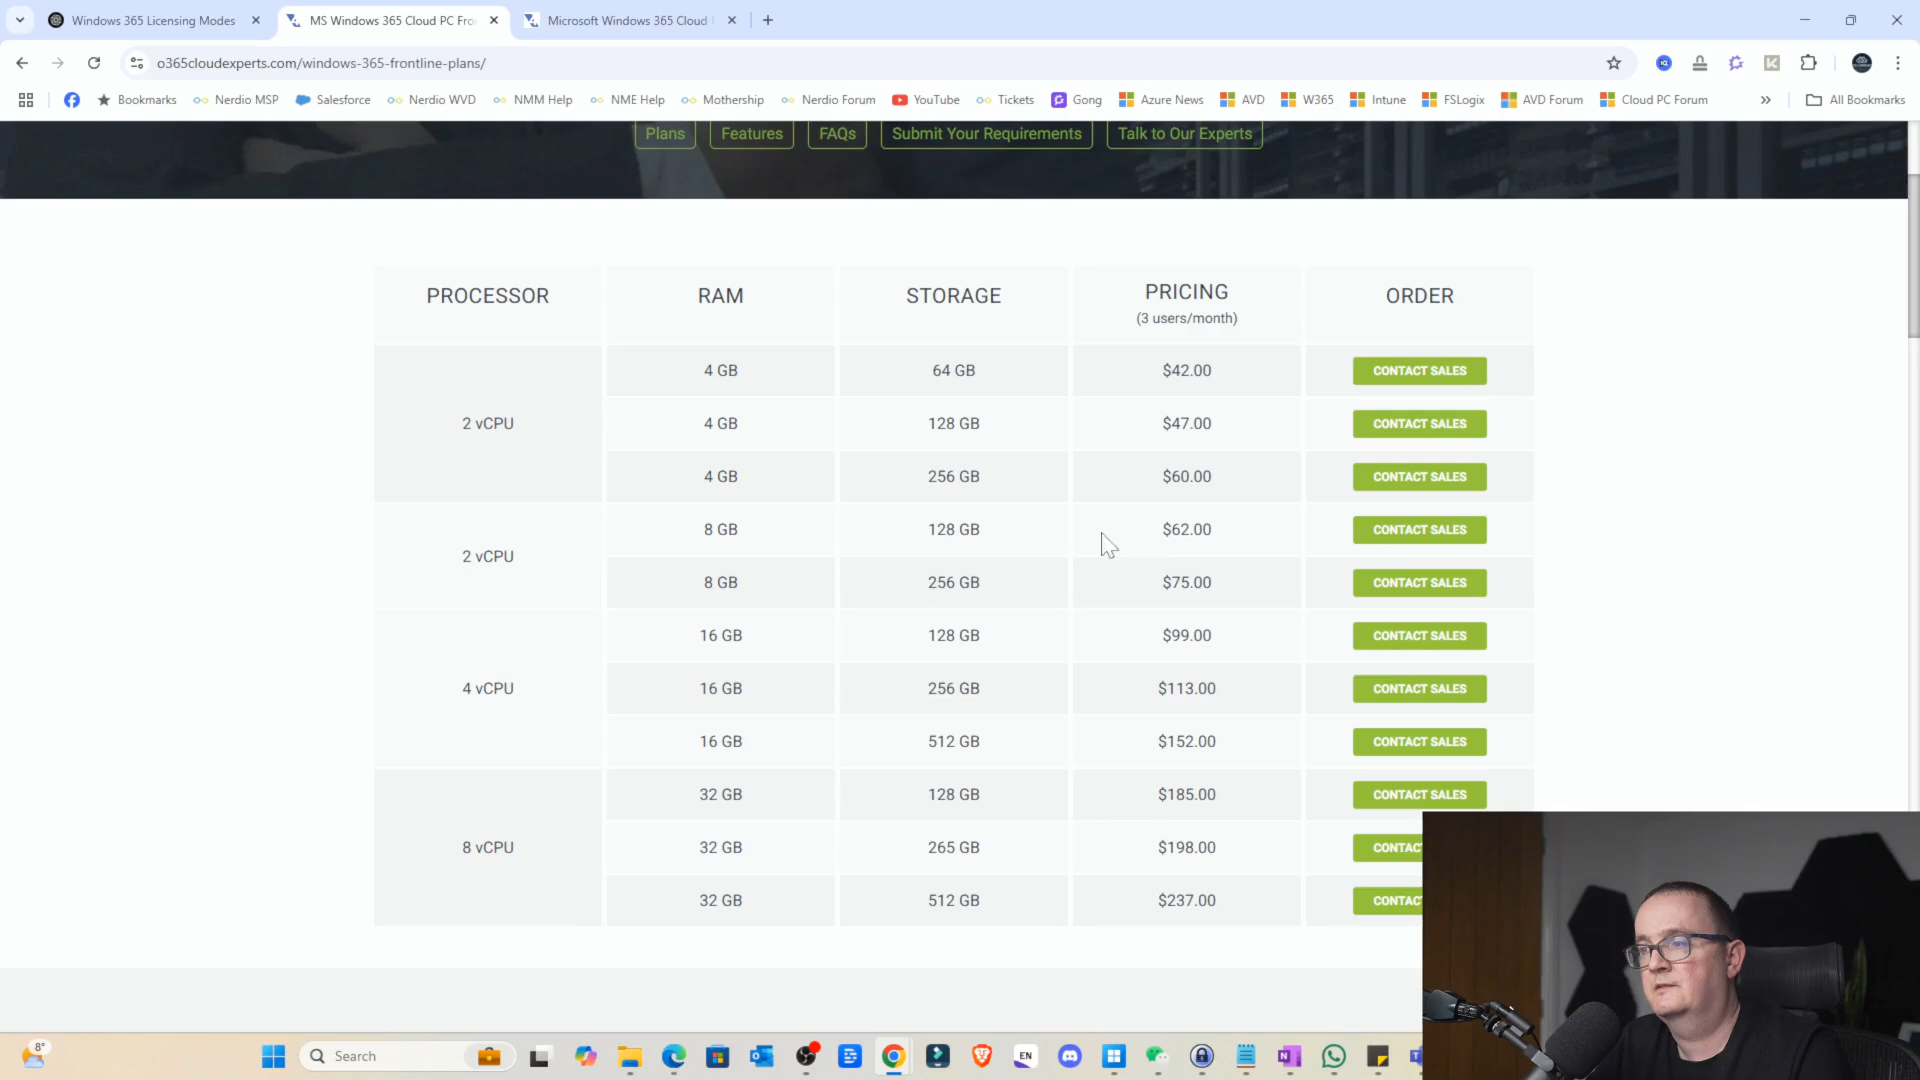 Windows 365 Licensing Modes
MS Windows 365 Cloud PC Fro
Microsoft Windows 365 Cloud
o365cloudexperts.com/windows-365-frontline-plans/
Bookmarks Nerdio MSP Salesforce Nerdio WVD NMM Help NME Help Mothership Nerdio Forum YouTube Tickets Gong Azure News AVD W365 Intune FSLogix AVD Forum Cloud PC Forum All Bookmarks
Plans Features FAQs Submit Your Requirements Talk to Our Experts
PROCESSOR RAM STORAGE PRICING ORDER
(3 users/month)
4 GB 64 GB $42.00 CONTACT SALES
2 vCPU 4 GB 128 GB $47.00 CONTACT SALES
4 GB 256 GB $60.00 CONTACT SALES
8 GB 128 GB $62.00 CONTACT SALES
2 vCPU
8 GB 256 GB $75.00 CONTACT SALES
16 GB 128 GB $99.00 CONTACT SALES
4 vCPU 16 GB 256 GB $113.00 CONTACT SALES
16 GB 512 GB $152.00 CONTACT SALES
32 GB 128 GB $185.00 CONTACT SALES
8 vCPU 32 GB 265 GB $198.00 CONTAC
32 GB 512 GB $237.00 CONTAC
8°
Search
EN